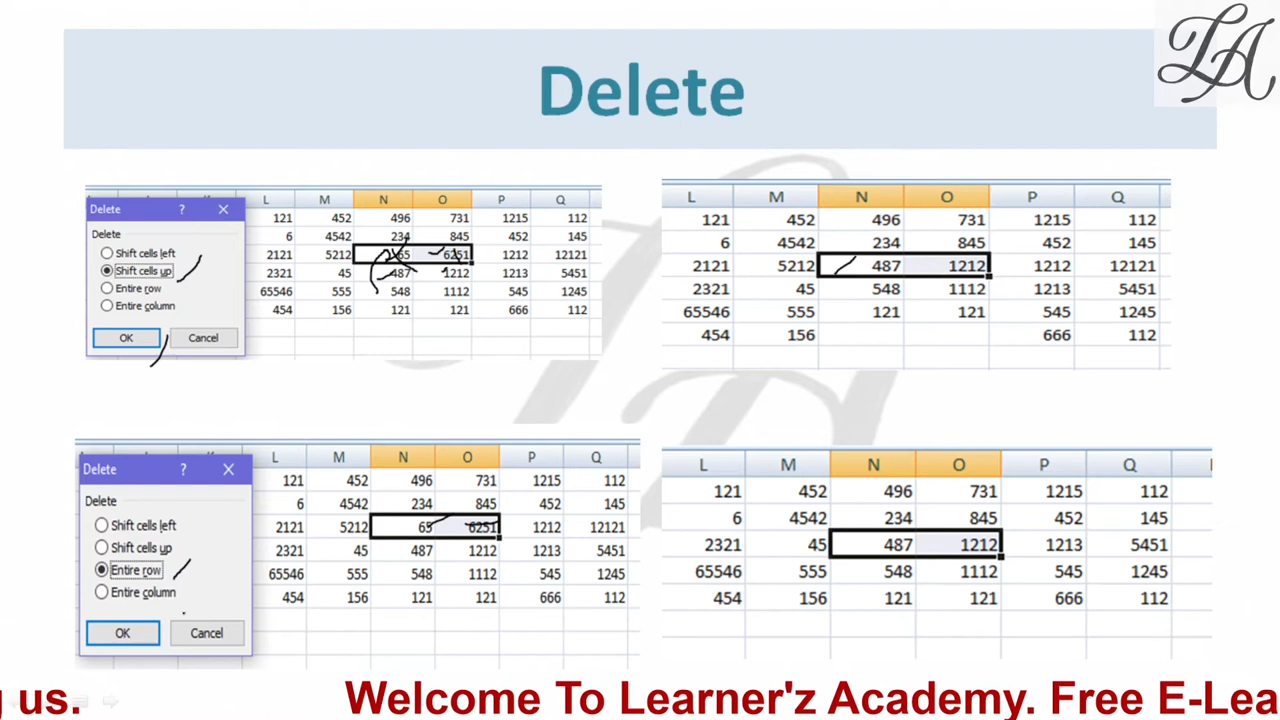 LA
Delete
Delete ? ×
Delete
Shift cells left
Shift cells up
Entire row
Entire column
OK Cancel
L M N O P Q
121 452 496 731 1215 112
6 4542 234 845 452 145
2121 5212 65 6251 1212 12121
2321 45 487 1212 1213 5451
65546 555 548 1112 545 1245
454 156 121 121 666 112
L M N O P Q
121 452 496 731 1215 112
6 4542 234 845 452 145
2121 5212 487 1212 1212 12121
2321 45 548 1112 1213 5451
65546 555 121 121 545 1245
454 156 666 112
Delete ? ×
Delete
Shift cells left
Shift cells up
Entire row
Entire column
OK Cancel
L M N O P Q
121 452 496 731 1215 112
6 4542 234 845 452 145
2121 5212 65 6251 1212 12121
2321 45 487 1212 1213 5451
65546 555 548 1112 545 1245
454 156 121 121 666 112
L M N O P Q
121 452 496 731 1215 112
6 4542 234 845 452 145
2321 45 487 1212 1213 5451
65546 555 548 1112 545 1245
454 156 121 121 666 112
g us. Welcome To Learner'z Academy. Free E-Lea